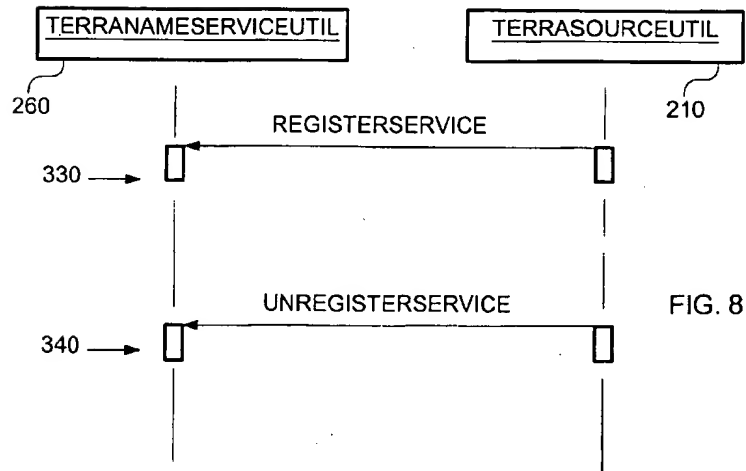 TERRANAMESERVICEUTIL
TERRASOURCEUTIL
260
210
REGISTERSERVICE
330
UNREGISTERSERVICE
FIG. 8
340